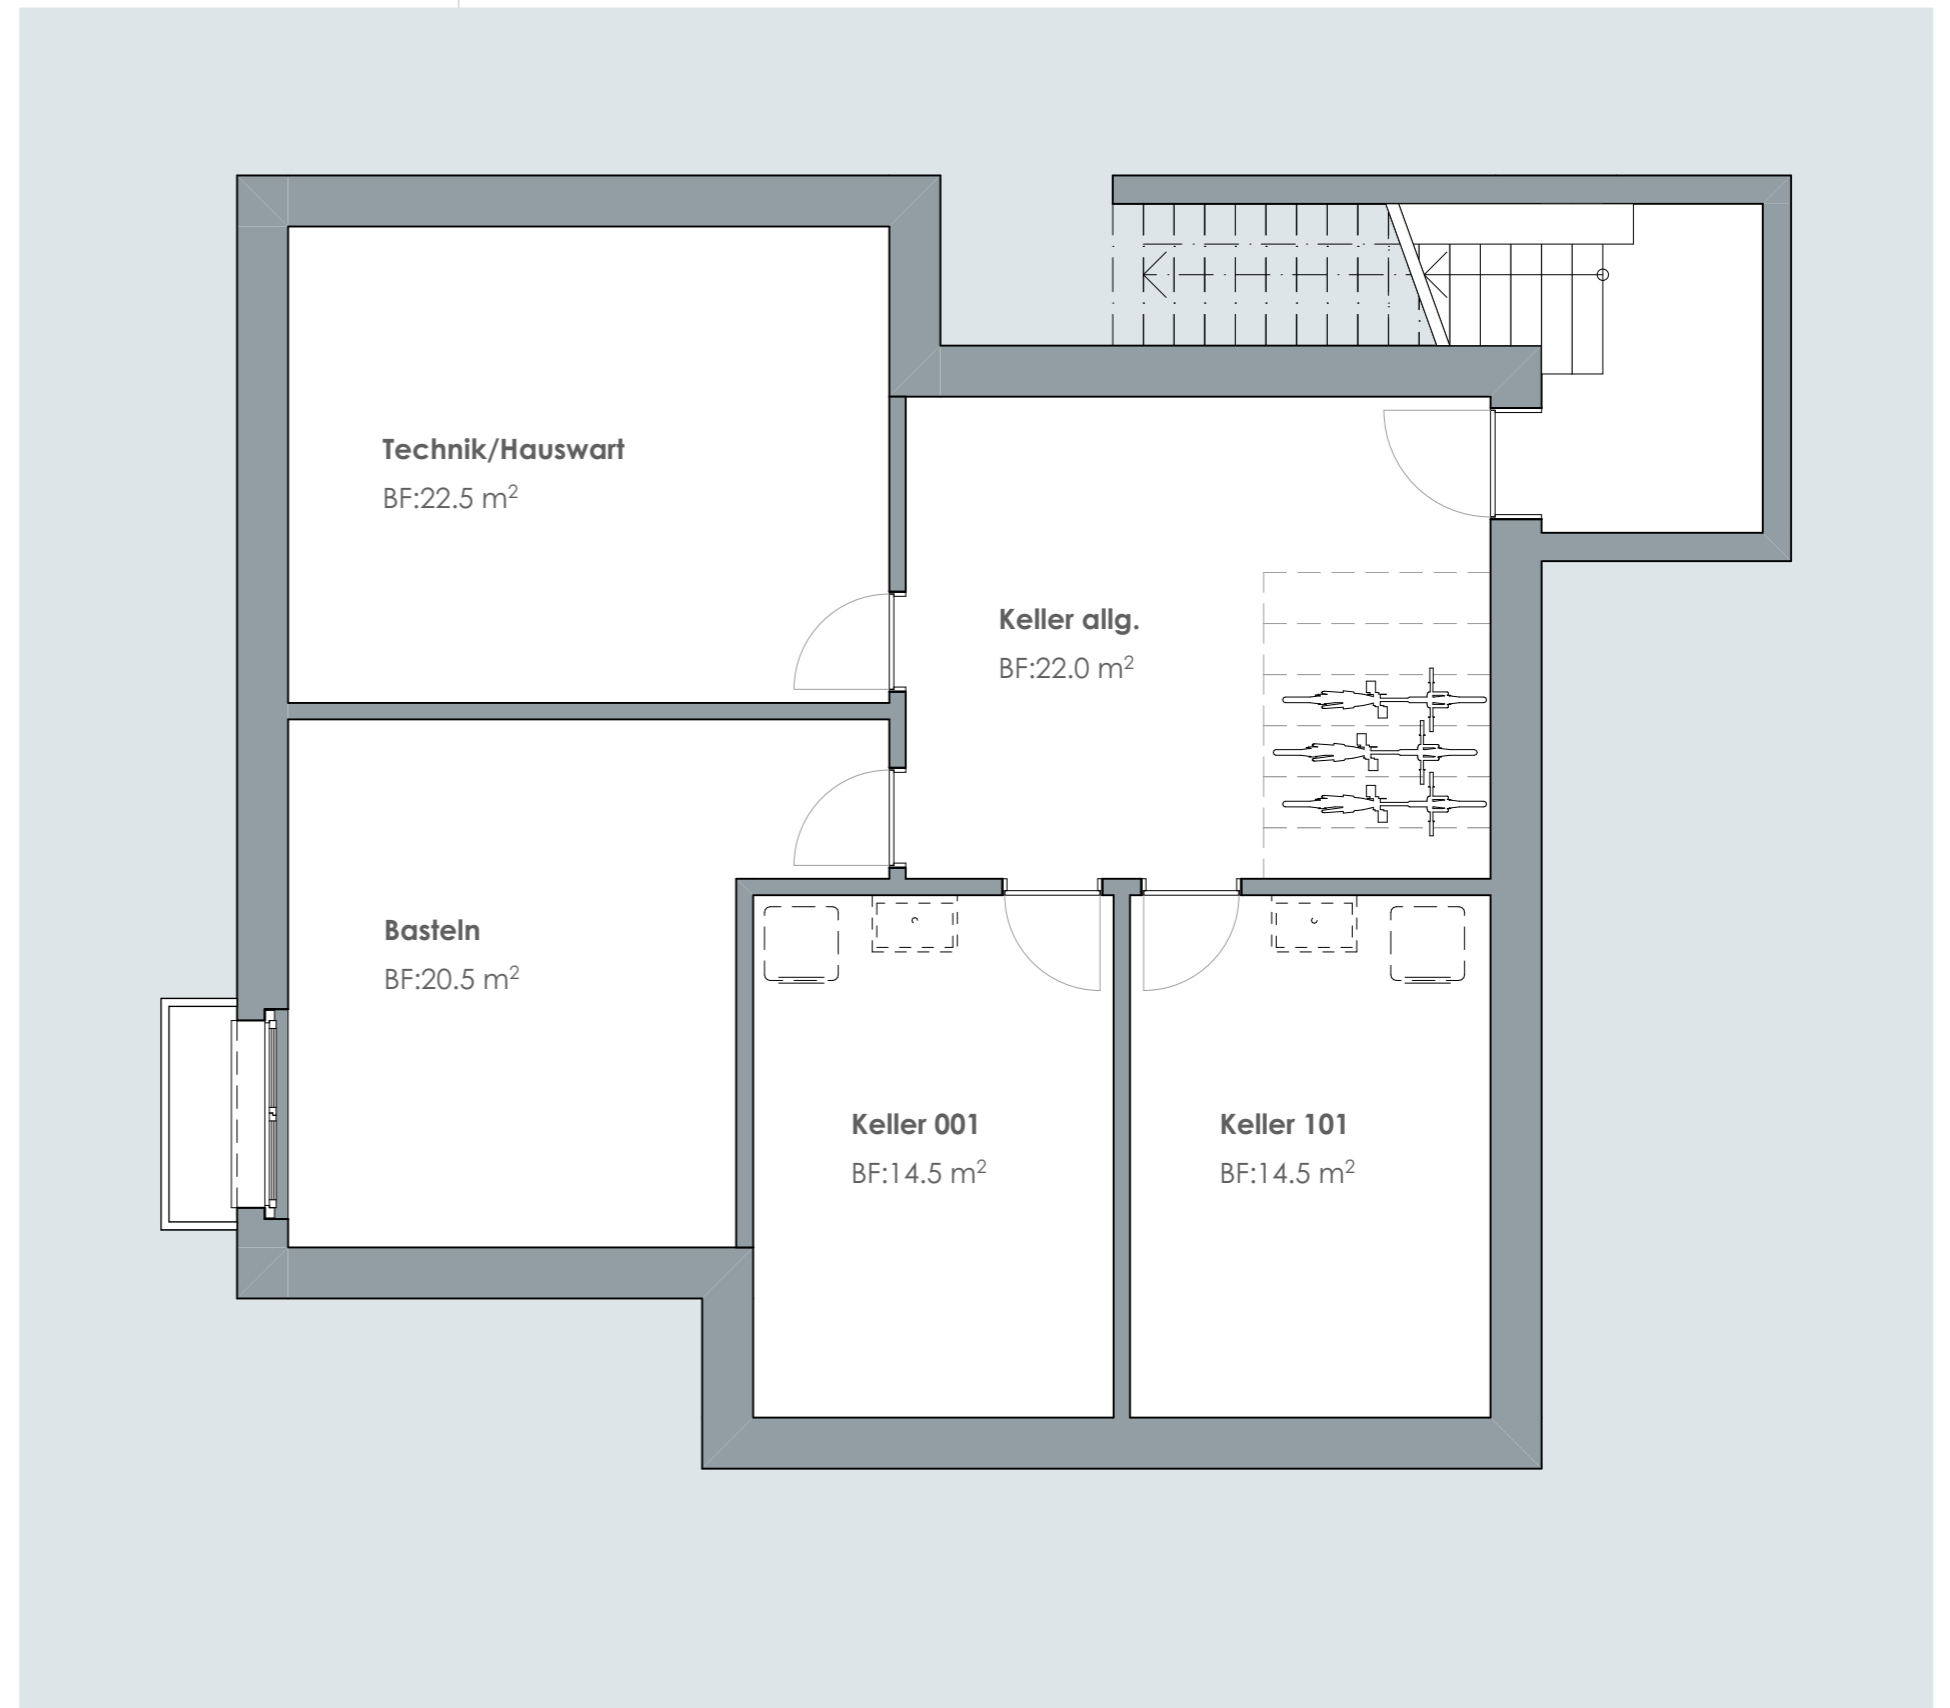 Technik/Hauswart
BF:22.5 m²
Keller allg.
BF:22.0 m²
Basteln
BF:20.5 m²
Keller 001
BF:14.5 m²
Keller 101
BF:14.5 m²